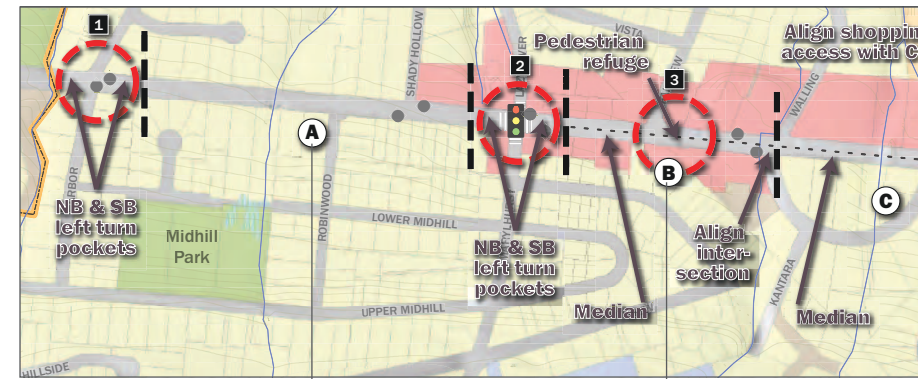 1
NB & SB
left turn
pockets
Midhill
Park
HILLSIDE
A
ROBINWOOD
LOWER MIDHILL
UPPER MIDHILL
SHADY HOLLOW
2
NB & SB
left turn
pockets
Pedestrian
refuge
VISTA
3
B
Median
Align
inter-
section
WALLING
KANTARA
Align shoppin
access with C
C
Median